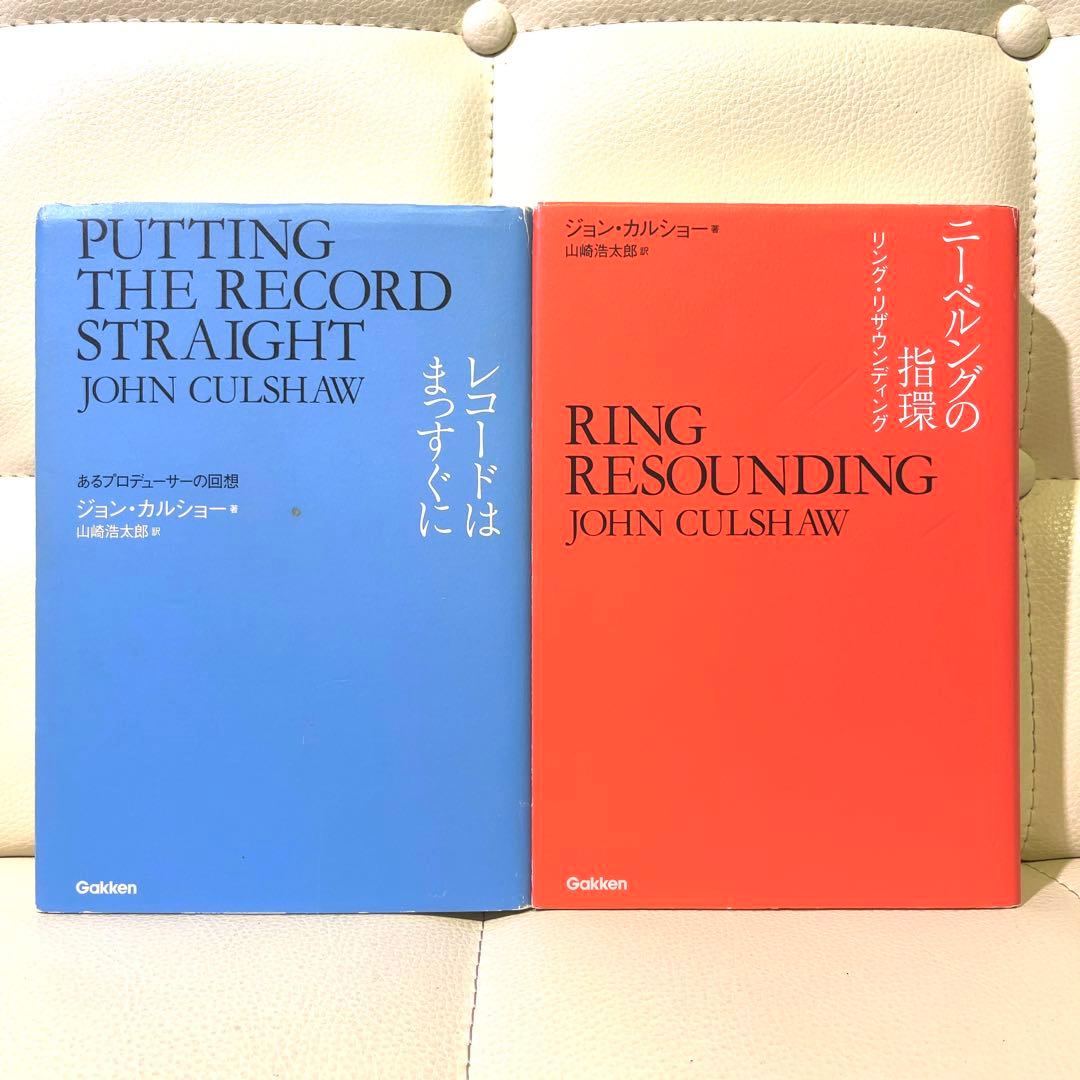 PUTTING
THE RECORD
STRAIGHT
JOHN CULSHAW
レコードは
まっすぐに
あるプロデューサーの回想
ジョン・カルショー 著
山崎浩太郎 訳
Gakken
ジョン・カルショー 著
山崎浩太郎 訳
ニーベルングの
指環
リング・リザウンディング
RING
RESOUNDING
JOHN CULSHAW
Gakken